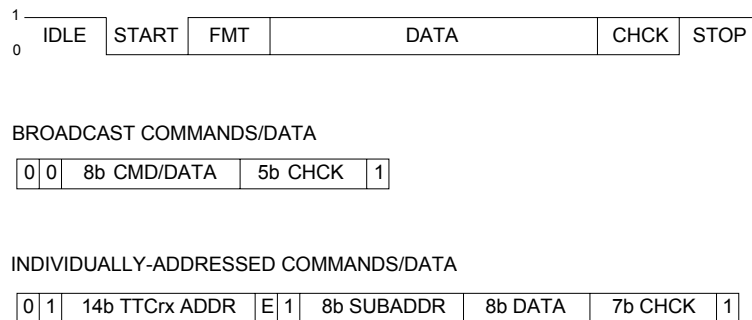 1
0
IDLE START FMT DATA CHCK STOP
BROADCAST COMMANDS/DATA
0 0 8b CMD/DATA 5b CHCK 1
INDIVIDUALLY-ADDRESSED COMMANDS/DATA
0 1 14b TTCrx ADDR E 1 8b SUBADDR 8b DATA 7b CHCK 1